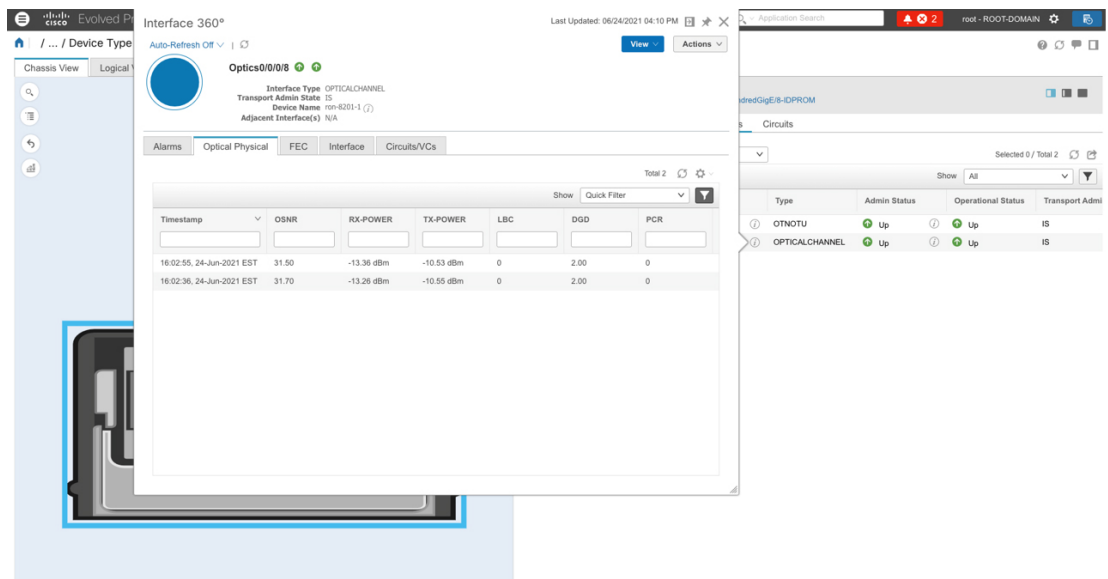 cisco Evolved Pr
Application Search
2
root - ROOT-DOMAIN
/ ... / Device Type
Chassis View
Logical
Interface 360°
Last Updated: 06/24/2021 04:10 PM
Auto-Refresh Off
View
Actions
Optics0/0/0/8
Interface Type OPTICALCHANNEL
Transport Admin State IS
Device Name ron-8201-1
Adjacent Interface(s) N/A
Alarms
Optical Physical
FEC
Interface
Circuits/VCs
Total 2
Show Quick Filter
Timestamp OSNR RX-POWER TX-POWER LBC DGD PCR
16:02:55, 24-Jun-2021 EST 31.50 -13.36 dBm -10.53 dBm 0 2.00 0
16:02:36, 24-Jun-2021 EST 31.70 -13.26 dBm -10.55 dBm 0 2.00 0
dredGigE/8-IDPROM
s Circuits
Selected 0 / Total 2
Show All
Type Admin Status Operational Status Transport Admi
OTNOTU Up Up IS
OPTICALCHANNEL Up Up IS